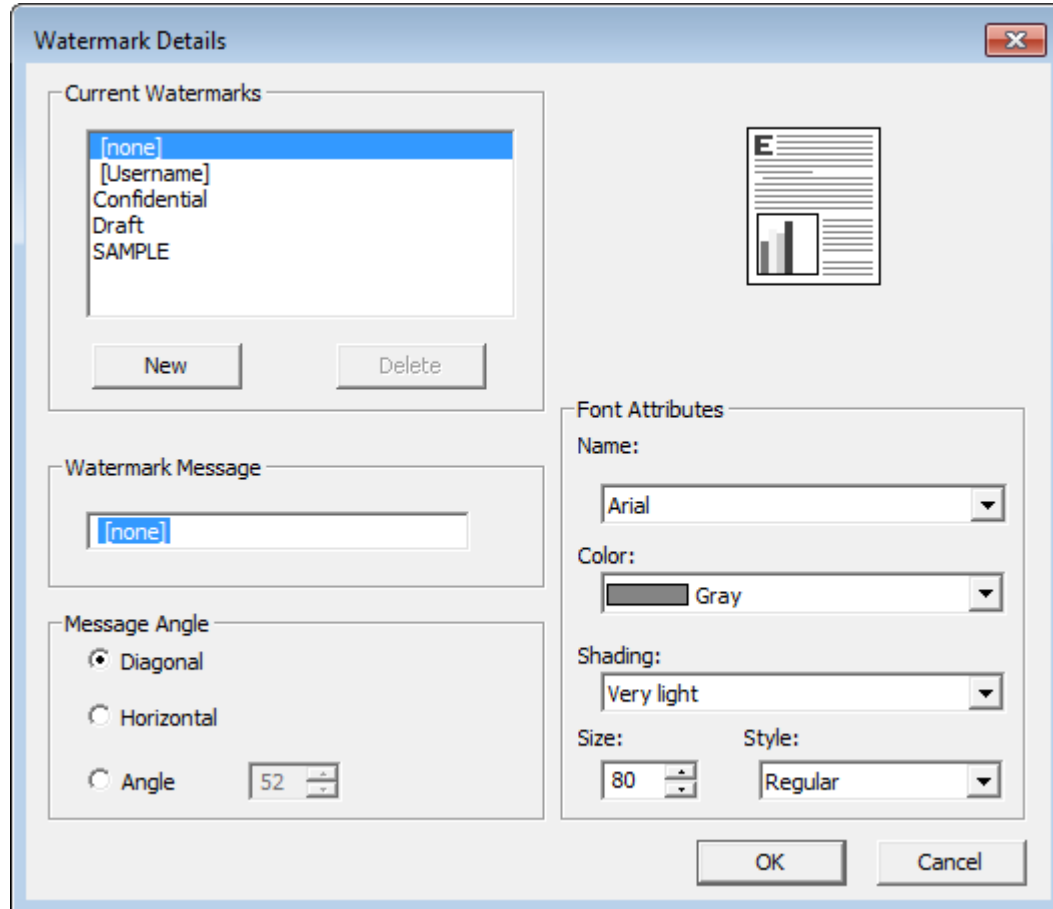 Watermark Details
Current Watermarks
[none]
[Username]
Confidential
Draft
SAMPLE
New
Delete
E
Watermark Message
[none]
Message Angle
Diagonal
Horizontal
Angle
52
Font Attributes
Name:
Arial
Color:
Gray
Shading:
Very light
Size:
Style:
80
Regular
OK
Cancel